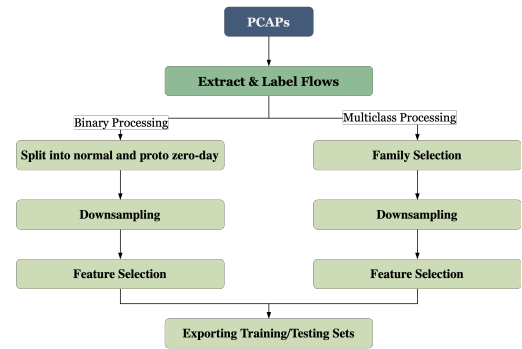 PCAPs
Extract & Label Flows
Binary Processing
Multiclass Processing
Split into normal and proto zero-day
Family Selection
Downsampling
Downsampling
Feature Selection
Feature Selection
Exporting Training/Testing Sets